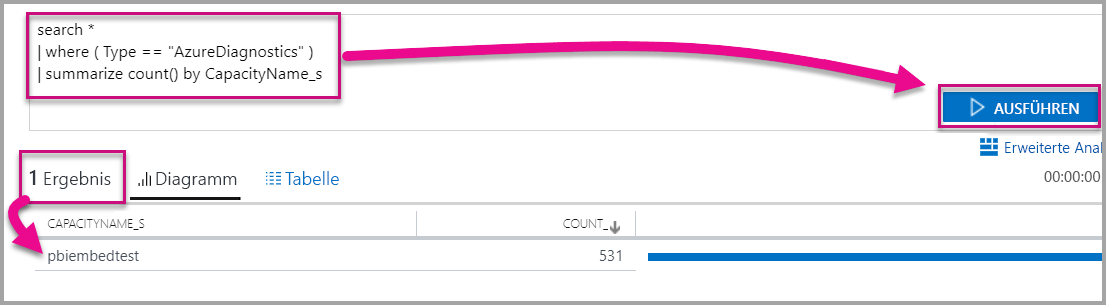 search *
| where ( Type == "AzureDiagnostics" )
| summarize count() by CapacityName_s
AUSFÜHREN
Erweiterte Anal
1 Ergebnis Diagramm Tabelle
00:00:00
CAPACITYNAME_S COUNT_
pbiembedtest 531